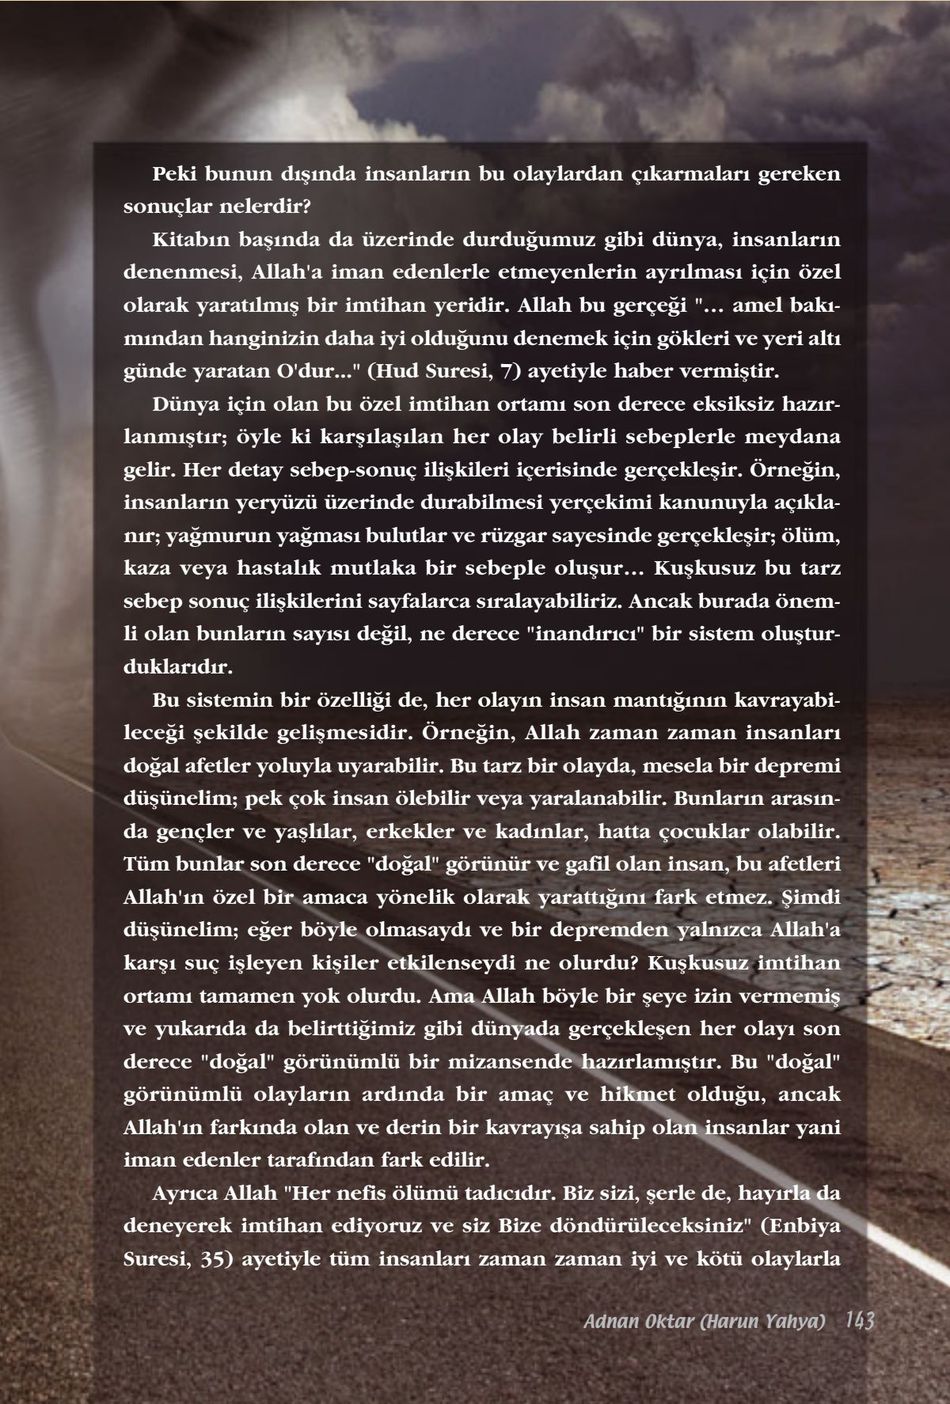 Peki bunun dışında insanların bu olaylardan çıkarmaları gereken
sonuçlar nelerdir?
Kitabın başında da üzerinde durduğumuz gibi dünya, insanların
denenmesi, Allah'a iman edenlerle etmeyenlerin ayrılması için özel
olarak yaratılmış bir imtihan yeridir. Allah bu gerçeği "... amel bakı-
mından hanginizin daha iyi olduğunu denemek için gökleri ve yeri altı
günde yaratan O'dur..." (Hud Suresi, 7) ayetiyle haber vermiştir.
Dünya için olan bu özel imtihan ortamı son derece eksiksiz hazır-
lanmıştır; öyle ki karşılaşılan her olay belirli sebeplerle meydana
gelir. Her detay sebep-sonuç ilişkileri içerisinde gerçekleşir. Örneğin,
insanların yeryüzü üzerinde durabilmesi yerçekimi kanunuyla açıkla-
nır; yağmurun yağması bulutlar ve rüzgar sayesinde gerçekleşir; ölüm,
kaza veya hastalık mutlaka bir sebeple oluşur... Kuşkusuz bu tarz
sebep sonuç ilişkilerini sayfalarca sıralayabiliriz. Ancak burada önem-
li olan bunların sayısı değil, ne derece "inandırıcı" bir sistem oluştur-
duklarıdır.
Bu sistemin bir özelliği de, her olayın insan mantığının kavrayabi-
leceği şekilde gelişmesidir. Örneğin, Allah zaman zaman insanları
doğal afetler yoluyla uyarabilir. Bu tarz bir olayda, mesela bir depremi
düşünelim; pek çok insan ölebilir veya yaralanabilir. Bunların arasın-
da gençler ve yaşlılar, erkekler ve kadınlar, hatta çocuklar olabilir.
Tüm bunlar son derece "doğal" görünür ve gafil olan insan, bu afetleri
Allah'ın özel bir amaca yönelik olarak yarattığını fark etmez. Şimdi
düşünelim; eğer böyle olmasaydı ve bir depremden yalnızca Allah'a
karşı suç işleyen kişiler etkilenseydi ne olurdu? Kuşkusuz imtihan
ortamı tamamen yok olurdu. Ama Allah böyle bir şeye izin vermemiş
ve yukarıda da belirttiğimiz gibi dünyada gerçekleşen her olayı son
derece "doğal" görünümlü bir mizansende hazırlamıştır. Bu "doğal"
görünümlü olayların ardında bir amaç ve hikmet olduğu, ancak
Allah'ın farkında olan ve derin bir kavrayışa sahip olan insanlar yani
iman edenler tarafından fark edilir.
Ayrıca Allah "Her nefis ölümü tadıcıdır. Biz sizi, şerle de, hayırla da
deneyerek imtihan ediyoruz ve siz Bize döndürüleceksiniz" (Enbiya
Suresi, 35) ayetiyle tüm insanları zaman zaman iyi ve kötü olaylarla
Adnan Oktar (Harun Yahya) 143